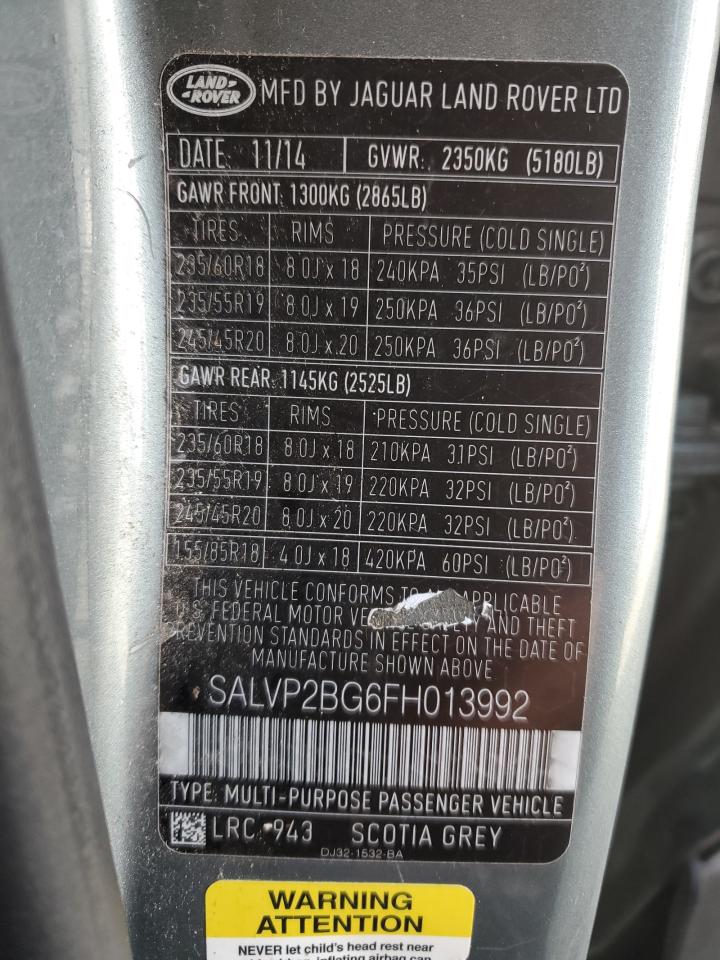 LAND-
-ROVER
MFD BY JAGUAR LAND ROVER LTD
DATE: 11/14 GVWR: 2350KG (5180LB)
GAWR FRONT: 1300KG (2865LB)
TIRES RIMS PRESSURE (COLD SINGLE)
235/60R18 8.0J x 18 240KPA 35PSI (LB/PO²)
235/55R19 8.0J x 19 250KPA 36PSI (LB/PO²)
245/45R20 8.0J x 20 250KPA 36PSI (LB/PO²)
GAWR REAR: 1145KG (2525LB)
TIRES RIMS PRESSURE (COLD SINGLE)
235/60R18 8.0J x 18 210KPA 31PSI (LB/PO²)
235/55R19 8.0J x 19 220KPA 32PSI (LB/PO²)
245/45R20 8.0J x 20 220KPA 32PSI (LB/PO²)
155/85R18 4.0J x 18 420KPA 60PSI (LB/PO²)
THIS VEHICLE CONFORMS TO APPLICABLE
U.S. FEDERAL MOTOR AND THEFT
PREVENTION STANDARDS IN EFFECT ON THE DATE OF
MANUFACTURE SHOWN ABOVE
SALVP2BG6FH013992
TYPE: MULTI-PURPOSE PASSENGER VEHICLE
LRC 943 SCOTIA GREY
DJ32-1532-BA
WARNING
ATTENTION
NEVER let child's head rest near
inflating airbag can